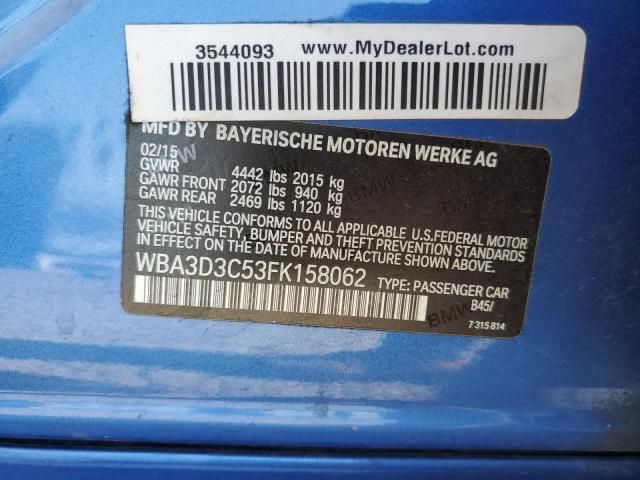 3544093 www.MyDealerLot.com
MFD BY BAYERISCHE MOTOREN WERKE AG
02/15
GVWR 4442 lbs 2015 kg
GAWR FRONT 2072 lbs 940 kg
GAWR REAR 2469 lbs 1120 kg
THIS VEHICLE CONFORMS TO ALL APPLICABLE U.S.FEDERAL MOTOR
VEHICLE SAFETY, BUMPER AND THEFT PREVENTION STANDARDS
IN EFFECT ON THE DATE OF MANUFACTURE SHOWN ABOVE.
WBA3D3C53FK158062 TYPE: PASSENGER CAR
B45/
7 315 814
BMW
BMW